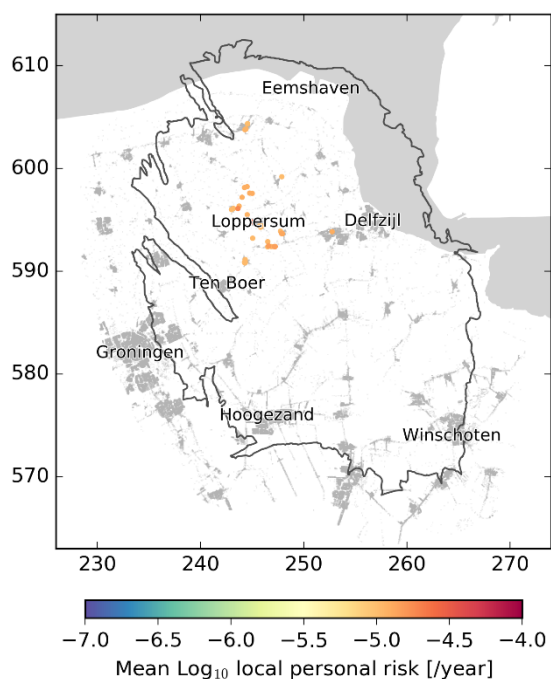 610
Eemshaven
600
Loppersum
Delfzijl
590
Ten Boer
580
Groningen
Hoogezand
Winschoten
570
230 240 250 260 270
−7.0 −6.5 −6.0 −5.5 −5.0 −4.5 −4.0
Mean Log₁₀ local personal risk [/year]